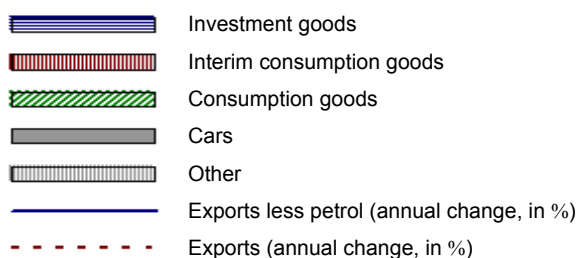 Investment goods
Interim consumption goods
Consumption goods
Cars
Other
Exports less petrol (annual change, in %)
Exports (annual change, in %)